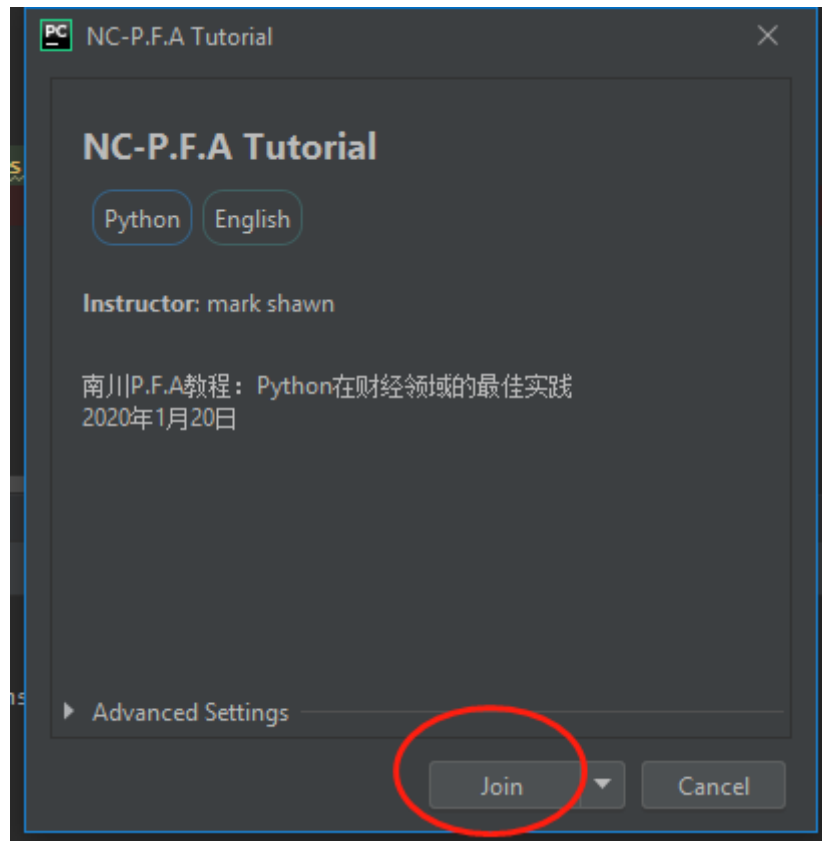 PC NC-P.F.A Tutorial
NC-P.F.A Tutorial
Python English
Instructor: mark shawn
南川P.F.A教程：Python在财经领域的最佳实践
2020年1月20日
Advanced Settings
Join Cancel